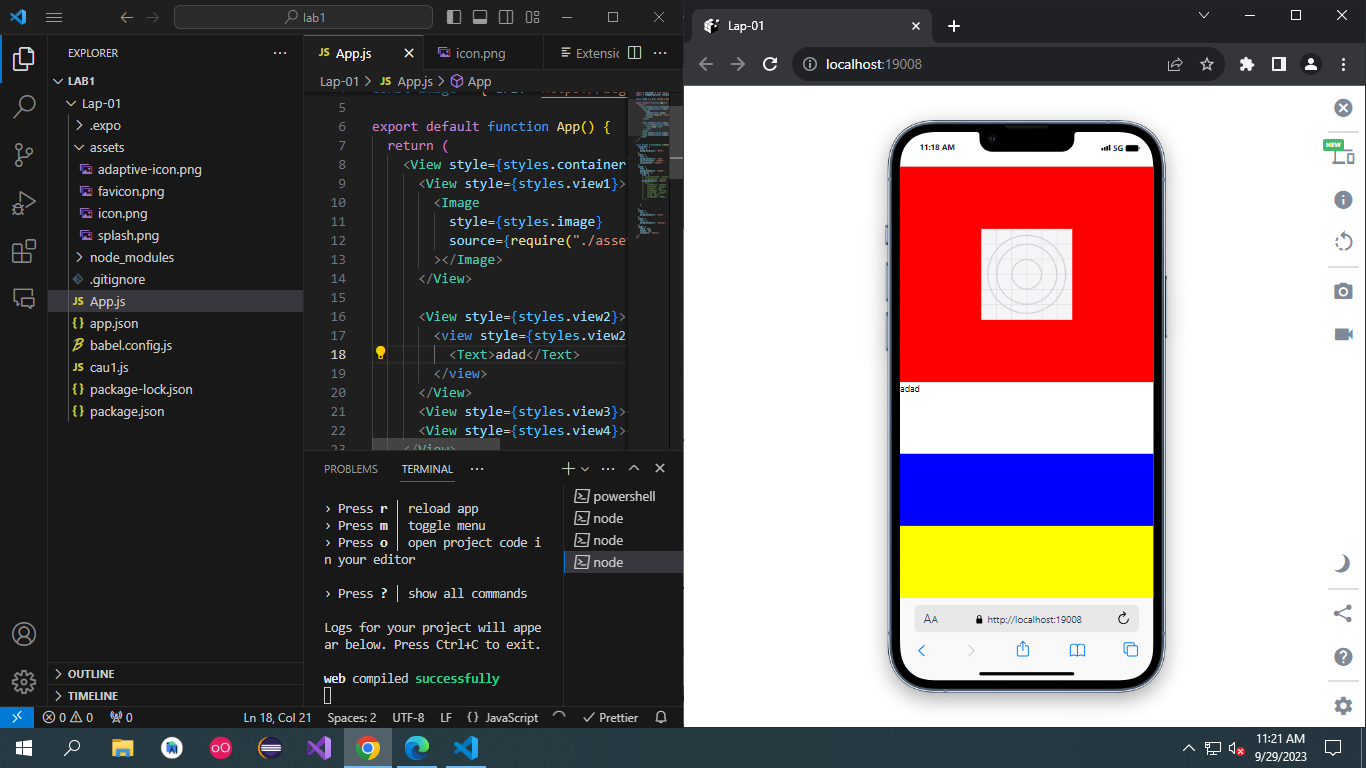 lab1
EXPLORER
LAB1
Lap-01
.expo
assets
adaptive-icon.png
favicon.png
icon.png
splash.png
node_modules
.gitignore
JS App.js
{} app.json
babel.config.js
JS cau1.js
{} package-lock.json
{} package.json
OUTLINE
TIMELINE
JS App.js
icon.png
Extensic
Lap-01 > JS App.js > App
5
6 export default function App() {
7 return (
8 <View style={styles.container
9 <View style={styles.view1}>
10 <Image
11 style={styles.image}
12 source={require("./asse
13 ></Image>
14 </View>
15
16 <View style={styles.view2}>
17 <view style={styles.view2
18 <Text>adad</Text>
19 </view>
20 </View>
21 <View style={styles.view3}>
22 <View style={styles.view4}>
23 </View>
PROBLEMS TERMINAL
› Press r │ reload app
› Press m │ toggle menu
› Press o │ open project code i
n your editor
› Press ? │ show all commands
Logs for your project will appe
ar below. Press Ctrl+C to exit.
web compiled successfully
powershell
node
node
node
0 0 0 Ln 18, Col 21 Spaces: 2 UTF-8 LF {} JavaScript Prettier
Lap-01
localhost:19008
NEW
11:18 AM
5G
adad
AA http://localhost:19008
11:21 AM
9/29/2023